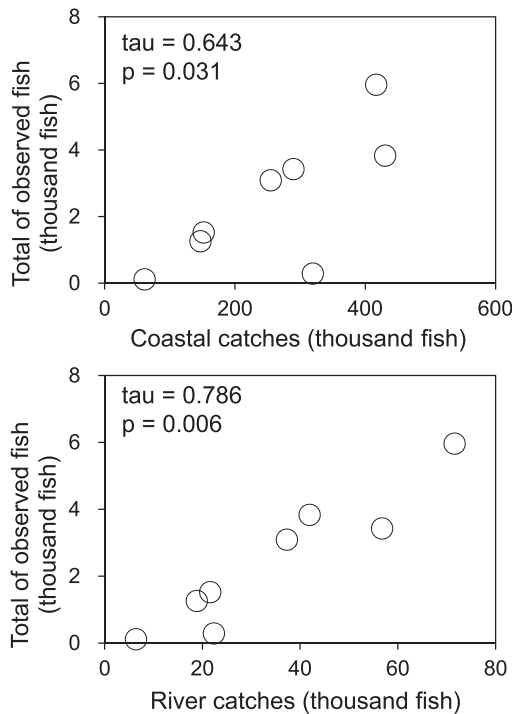 tau = 0.643
p = 0.031
Total of observed fish
(thousand fish)
8
6
4
2
0
0 200 400 600
Coastal catches (thousand fish)
tau = 0.786
p = 0.006
Total of observed fish
(thousand fish)
8
6
4
2
0
0 20 40 60 80
River catches (thousand fish)